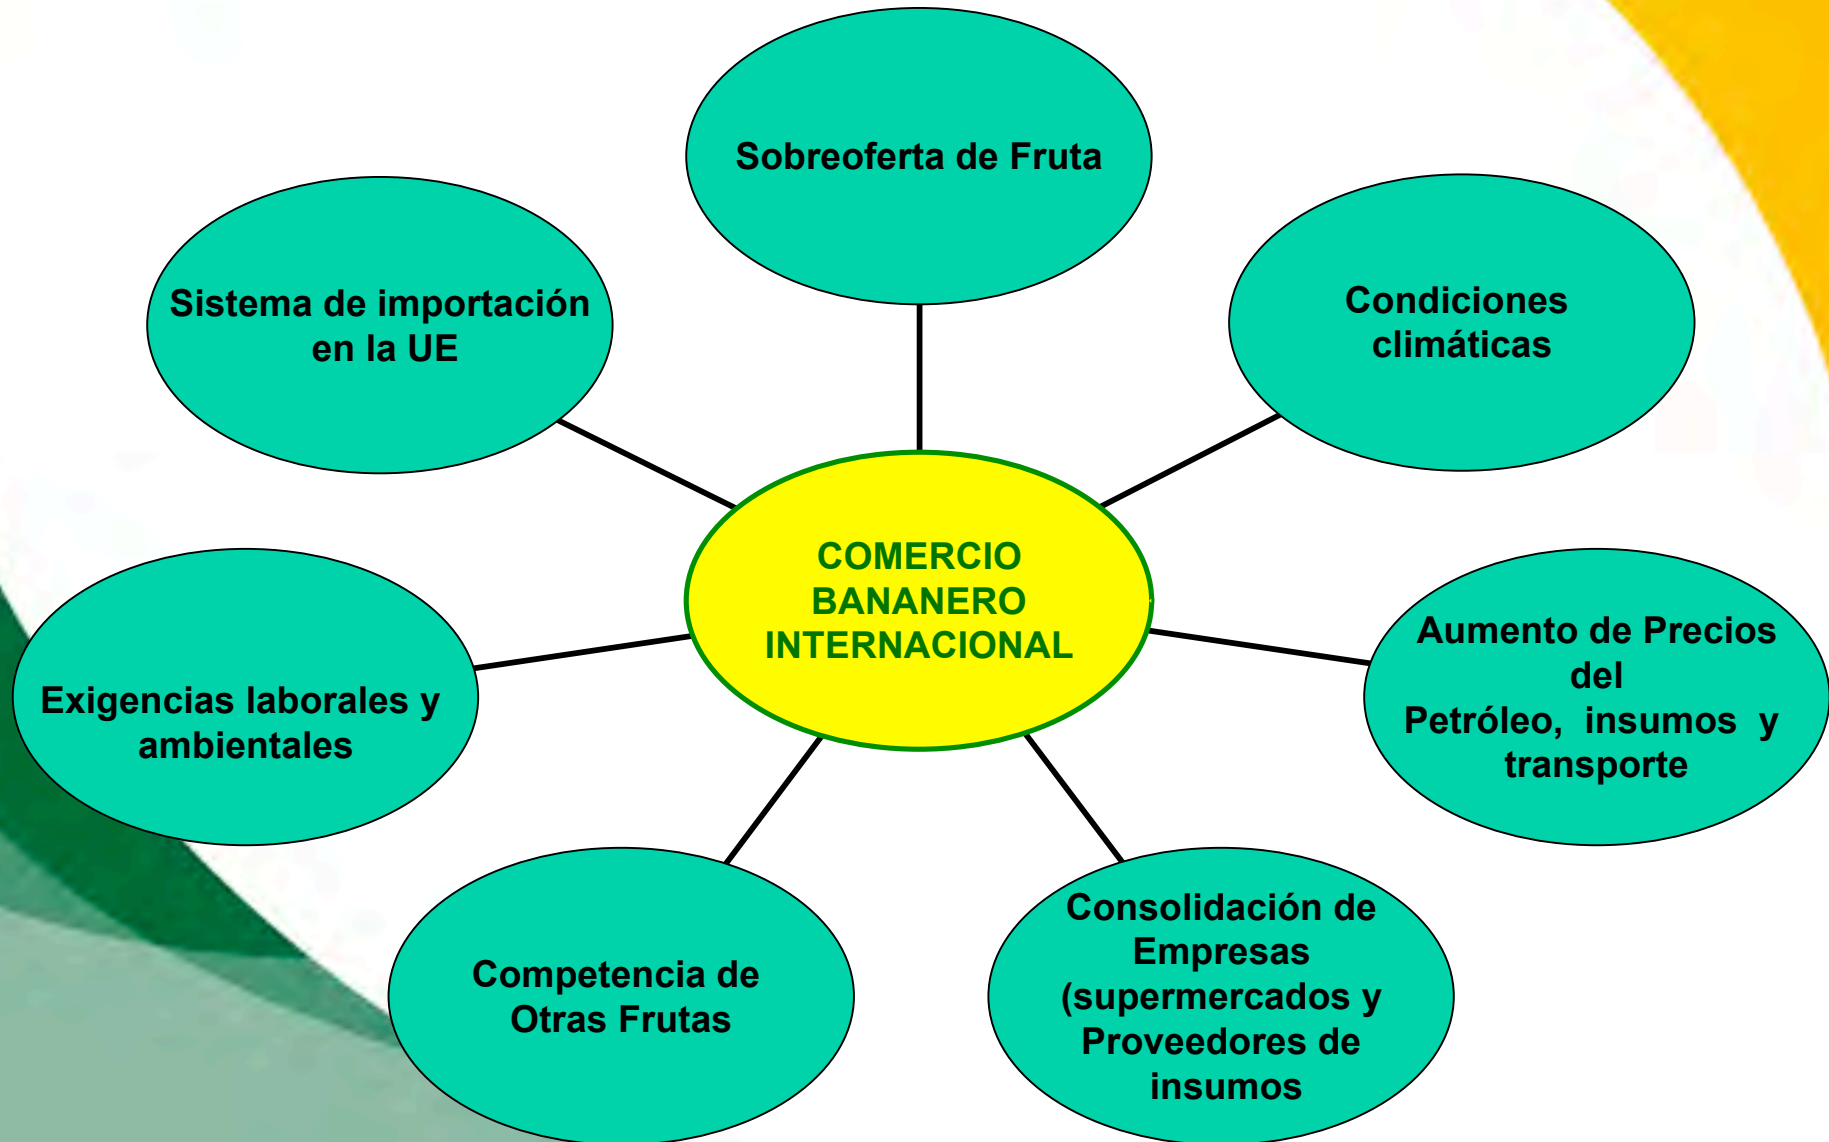 Sobreoferta de Fruta
Sistema de importación
en la UE
Condiciones
climáticas
COMERCIO
BANANERO
INTERNACIONAL
Exigencias laborales y
ambientales
Aumento de Precios
del
Petróleo, insumos y
transporte
Competencia de
Otras Frutas
Consolidación de
Empresas
(supermercados y
Proveedores de
insumos